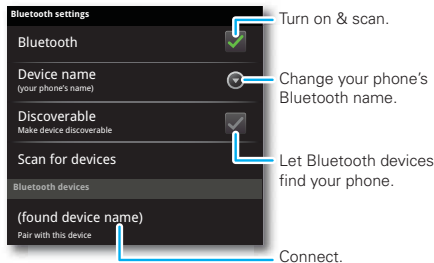 Bluetooth settings
Bluetooth
Device name
(your phone's name)
Discoverable
Make device discoverable
Scan for devices
Bluetooth devices
(found device name)
Pair with this device
Turn on & scan.
Change your phone's
Bluetooth name.
Let Bluetooth devices
find your phone.
Connect.